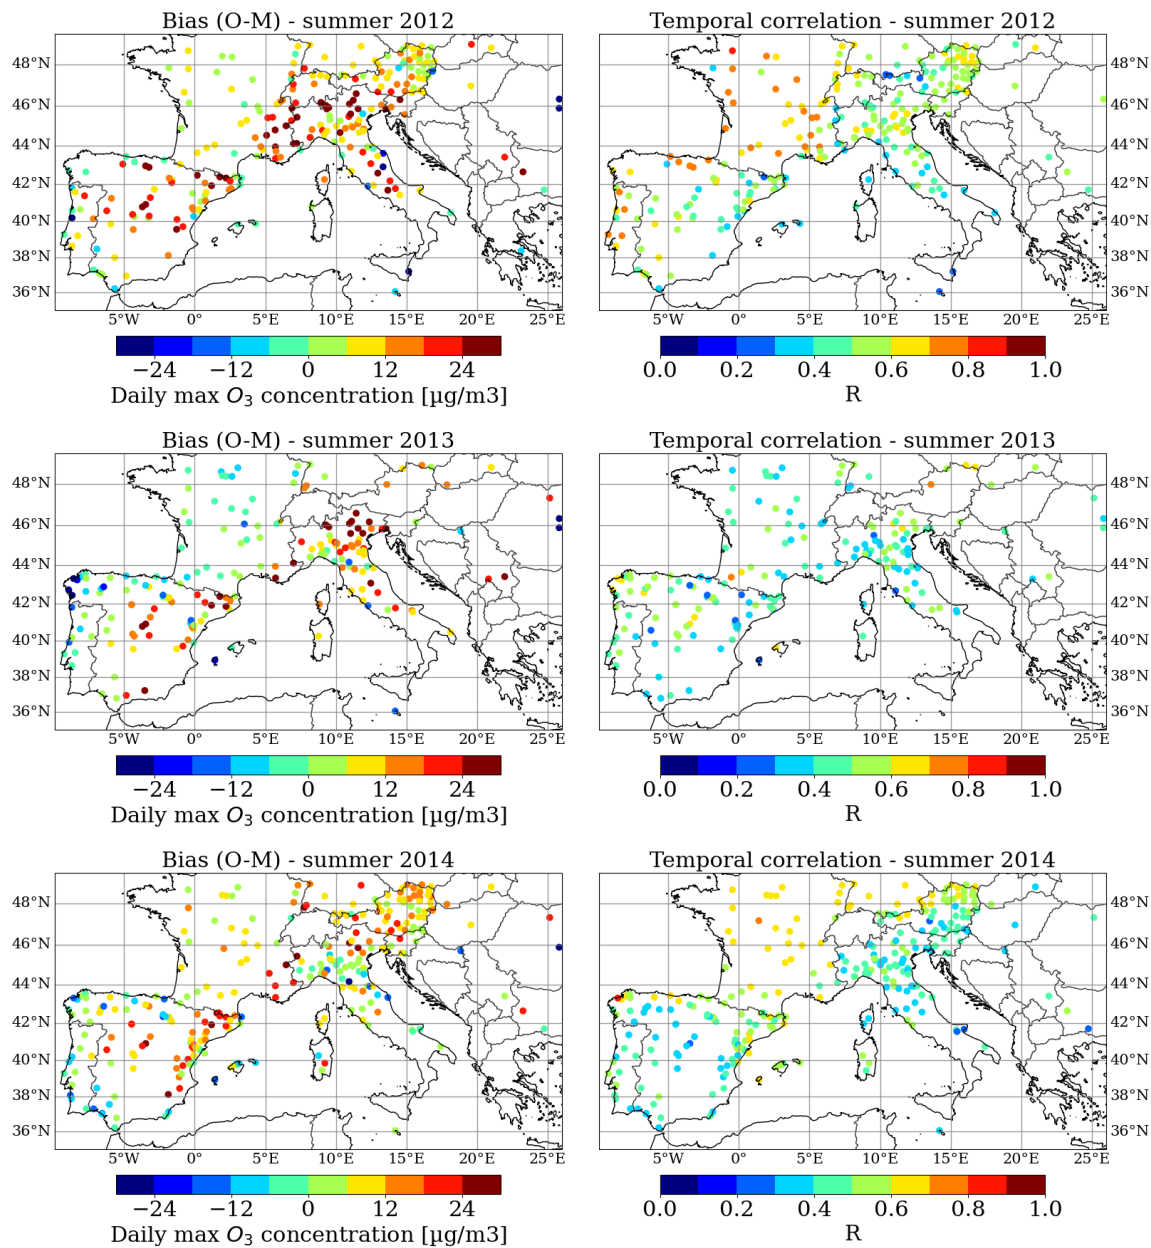 Bias (O-M) - summer 2012
Temporal correlation - summer 2012
48°N
46°N
44°N
42°N
40°N
38°N
36°N
48°N
46°N
44°N
42°N
40°N
38°N
36°N
5°W
0°
5°E
10°E
15°E
20°E
25°E
5°W
0°
5°E
10°E
15°E
20°E
25°E
−24
−12
0
12
24
0.0
0.2
0.4
0.6
0.8
1.0
Daily max O3 concentration [µg/m3]
R
Bias (O-M) - summer 2013
Temporal correlation - summer 2013
48°N
46°N
44°N
42°N
40°N
38°N
36°N
48°N
46°N
44°N
42°N
40°N
38°N
36°N
5°W
0°
5°E
10°E
15°E
20°E
25°E
5°W
0°
5°E
10°E
15°E
20°E
25°E
−24
−12
0
12
24
0.0
0.2
0.4
0.6
0.8
1.0
Daily max O3 concentration [µg/m3]
R
Bias (O-M) - summer 2014
Temporal correlation - summer 2014
48°N
46°N
44°N
42°N
40°N
38°N
36°N
48°N
46°N
44°N
42°N
40°N
38°N
36°N
5°W
0°
5°E
10°E
15°E
20°E
25°E
5°W
0°
5°E
10°E
15°E
20°E
25°E
−24
−12
0
12
24
0.0
0.2
0.4
0.6
0.8
1.0
Daily max O3 concentration [µg/m3]
R